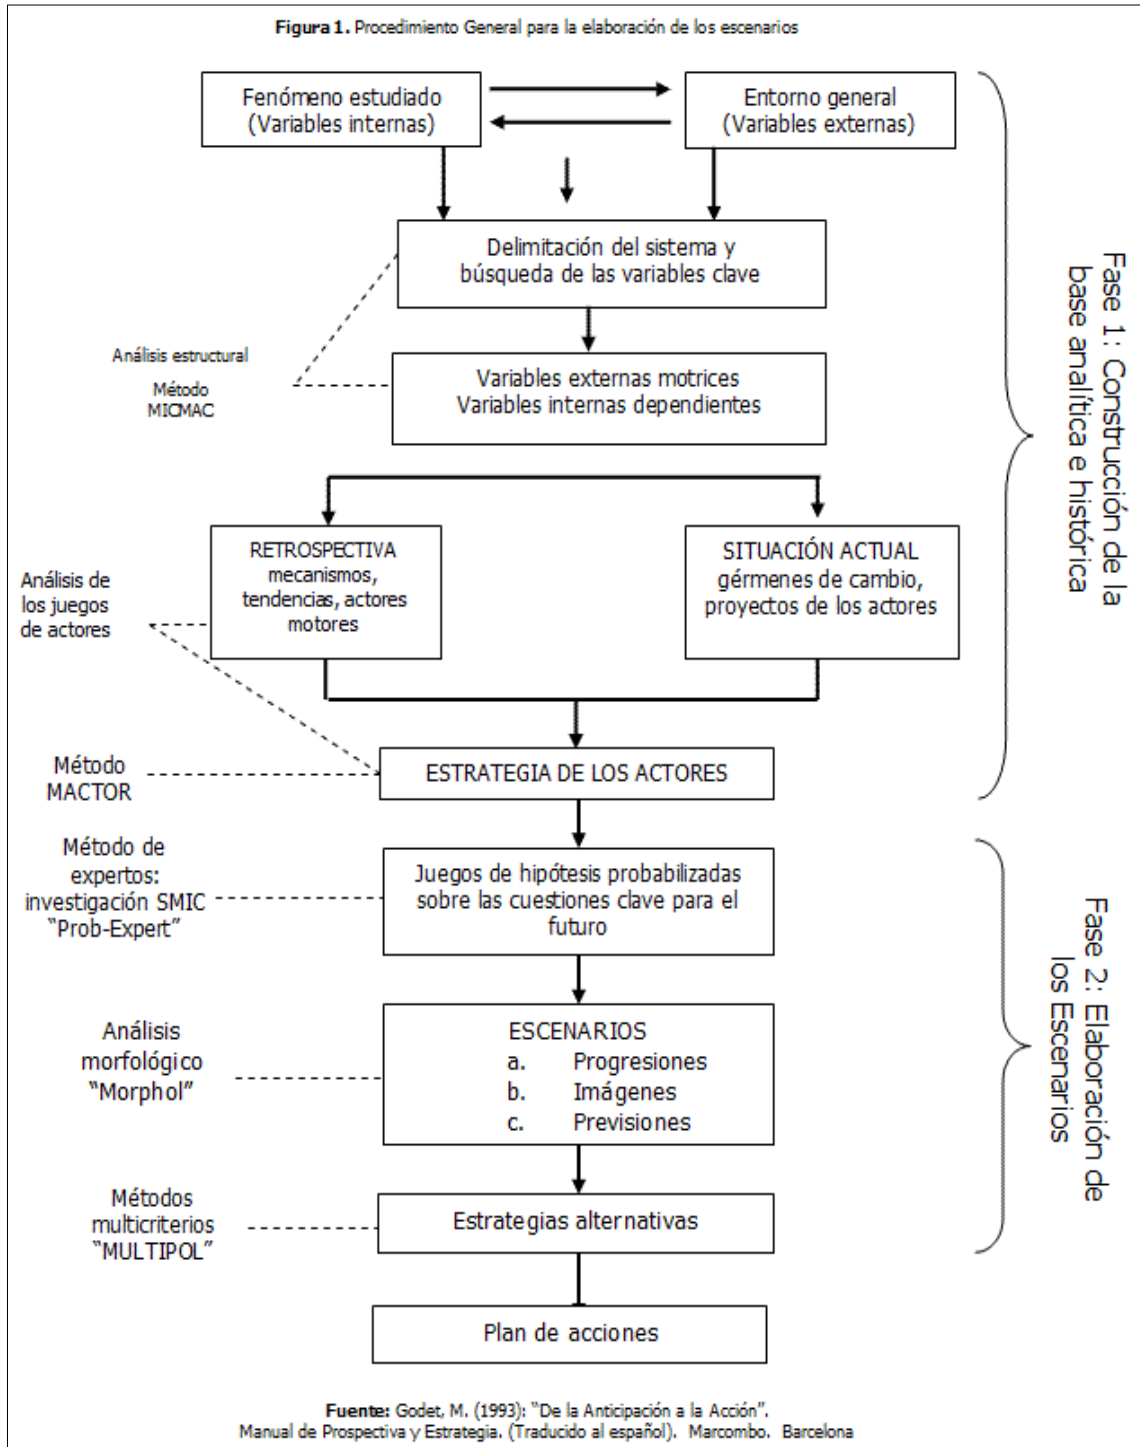 Figura 1. Procedimiento General para la elaboración de los escenarios
Fenómeno estudiado
(Variables internas)
Entorno general
(Variables externas)
Delimitación del sistema y
búsqueda de las variables clave
Análisis estructural
Método
MICMAC
Variables externas motrices
Variables internas dependientes
Fase 1: Construcción de la
base analítica e histórica
RETROSPECTIVA
mecanismos,
tendencias, actores
motores
SITUACIÓN ACTUAL
gérmenes de cambio,
proyectos de los actores
Análisis de
los juegos
de actores
Método
MACTOR
ESTRATEGIA DE LOS ACTORES
Método de
expertos:
investigación SMIC
“Prob-Expert”
Juegos de hipótesis probabilizadas
sobre las cuestiones clave para el
futuro
Fase 2: Elaboración de
los Escenarios
Análisis
morfológico
“Morphol”
ESCENARIOS
a. Progresiones
b. Imágenes
c. Previsiones
Métodos
multicriterios
“MULTIPOL”
Estrategias alternativas
Plan de acciones
Fuente: Godet, M. (1993): “De la Anticipación a la Acción”.
Manual de Prospectiva y Estrategia. (Traducido al español). Marcombo. Barcelona